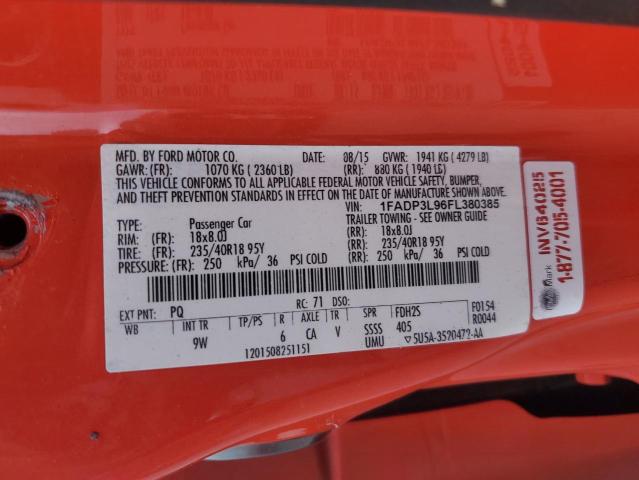 MFD. BY FORD MOTOR CO. DATE: 08/15 GVWR: 1941 KG ( 4279 LB)
GAWR: (FR): 1070 KG ( 2360 LB) (RR): 880 KG ( 1940 LB)
THIS VEHICLE CONFORMS TO ALL APPLICABLE FEDERAL MOTOR VEHICLE SAFETY, BUMPER,
AND THEFT PREVENTION STANDARDS IN EFFECT ON THE DATE OF MANUFACTURE SHOWN ABOVE.
VIN: 1FADP3L96FL380385
TYPE: Passenger Car TRAILER TOWING - SEE OWNER GUIDE
RIM: (FR): 18x8.0J (RR): 18x8.0J
TIRE: (FR): 235/40R18 95Y (RR): 235/40R18 95Y
PRESSURE: (FR): 250 kPa/ 36 PSI COLD (RR): 250 kPa/ 36 PSI COLD
EXT PNT: PQ RC: 71 DSO: FDH2S F0154
WB INT TR TP/PS R AXLE TR SPR 405 R0044
9W 6 CA V SSSS UMU ▽5U5A-3520472-AA
1201508251151
INV64025
Mark
1-877-705-4001